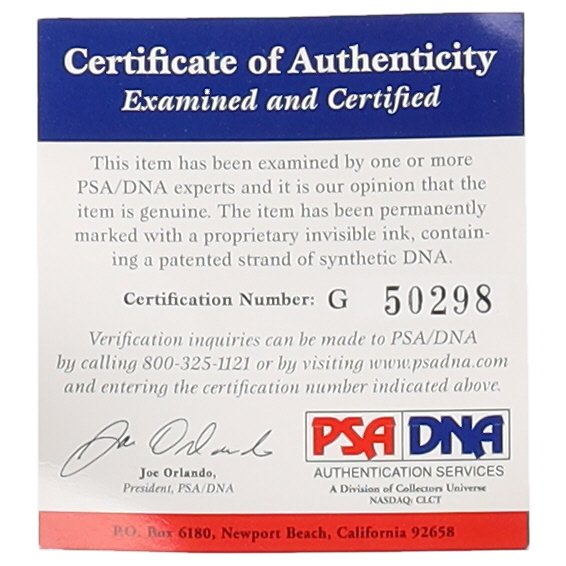 Certificate of Authenticity
Examined and Certified
This item has been examined by one or more
PSA/DNA experts and it is our opinion that the
item is genuine. The item has been permanently
marked with a proprietary invisible ink, contain-
ing a patented strand of synthetic DNA.
Certification Number: G 50298
Verification inquiries can be made to PSA/DNA
by calling 800-325-1121 or by visiting www.psadna.com
and entering the certification number indicated above.
Joe Orlando
Joe Orlando,
President, PSA/DNA
PSA DNA
AUTHENTICATION SERVICES
A Division of Collectors Universe
NASDAQ: CLCT
P.O. Box 6180, Newport Beach, California 92658